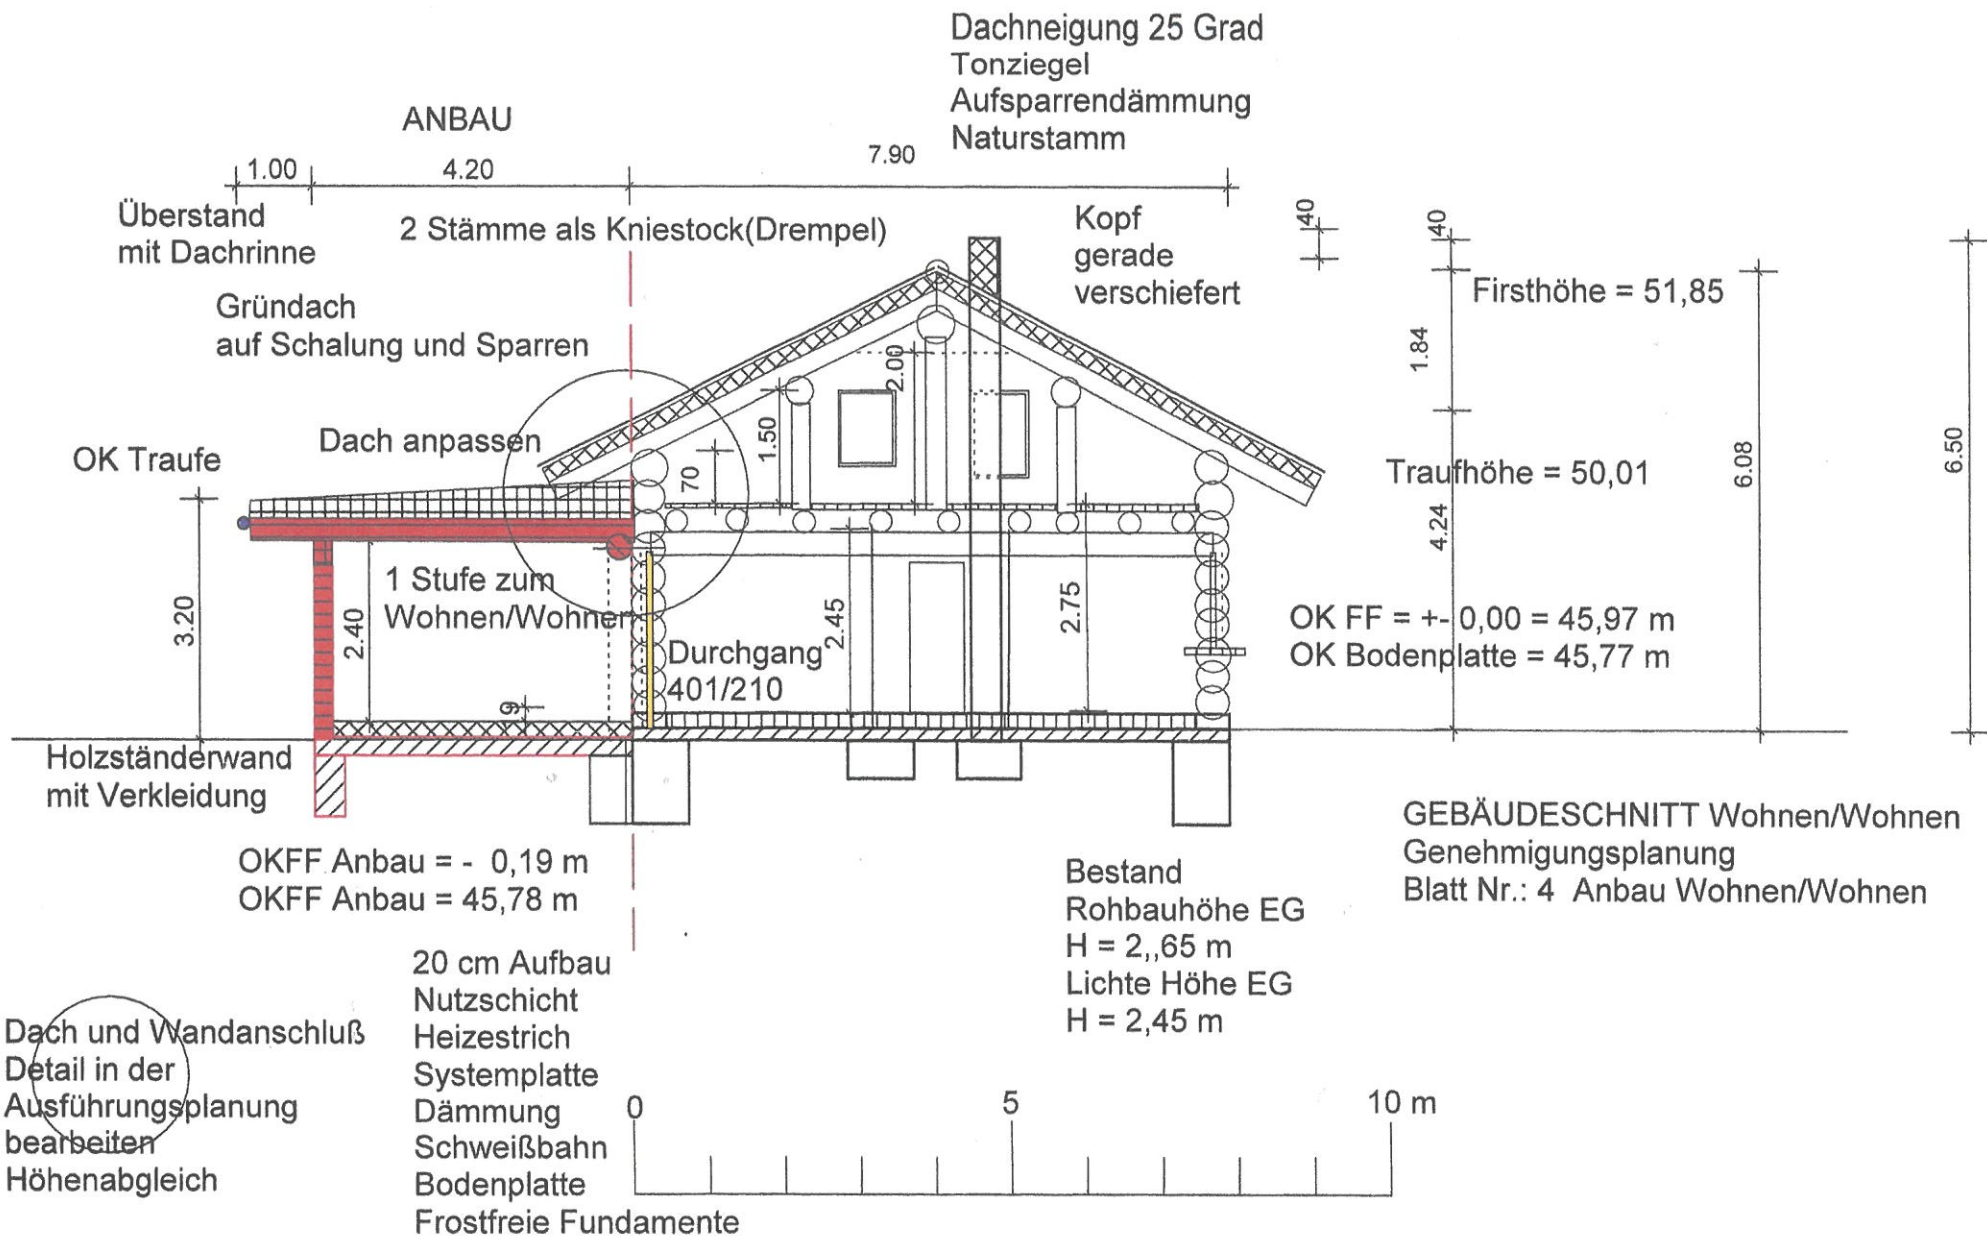 Dachneigung 25 Grad
Tonziegel
Aufsparrendämmung
Naturstamm
ANBAU
1.00
4.20
7.90
Überstand
mit Dachrinne
2 Stämme als Kniestock(Drempel)
Kopf
gerade
verschiefert
40
40
Gründach
auf Schalung und Sparren
Firsthöhe = 51,85
1.84
2.00
1.50
70
Dach anpassen
OK Traufe
Traufhöhe = 50,01
6.08
6.50
4.24
3.20
2.40
1 Stufe zum
Wohnen/Wohnen
2.45
2.75
Durchgang
401/210
OK FF = +- 0,00 = 45,97 m
OK Bodenplatte = 45,77 m
Holzständerwand
mit Verkleidung
OKFF Anbau = - 0,19 m
OKFF Anbau = 45,78 m
GEBÄUDESCHNITT Wohnen/Wohnen
Genehmigungsplanung
Blatt Nr.: 4 Anbau Wohnen/Wohnen
Bestand
Rohbauhöhe EG
H = 2,,65 m
Lichte Höhe EG
H = 2,45 m
20 cm Aufbau
Nutzschicht
Heizestrich
Systemplatte
Dämmung
Schweißbahn
Bodenplatte
Frostfreie Fundamente
Dach und Wandanschluß
Detail in der
Ausführungsplanung
bearbeiten
Höhenabgleich
0
5
10 m